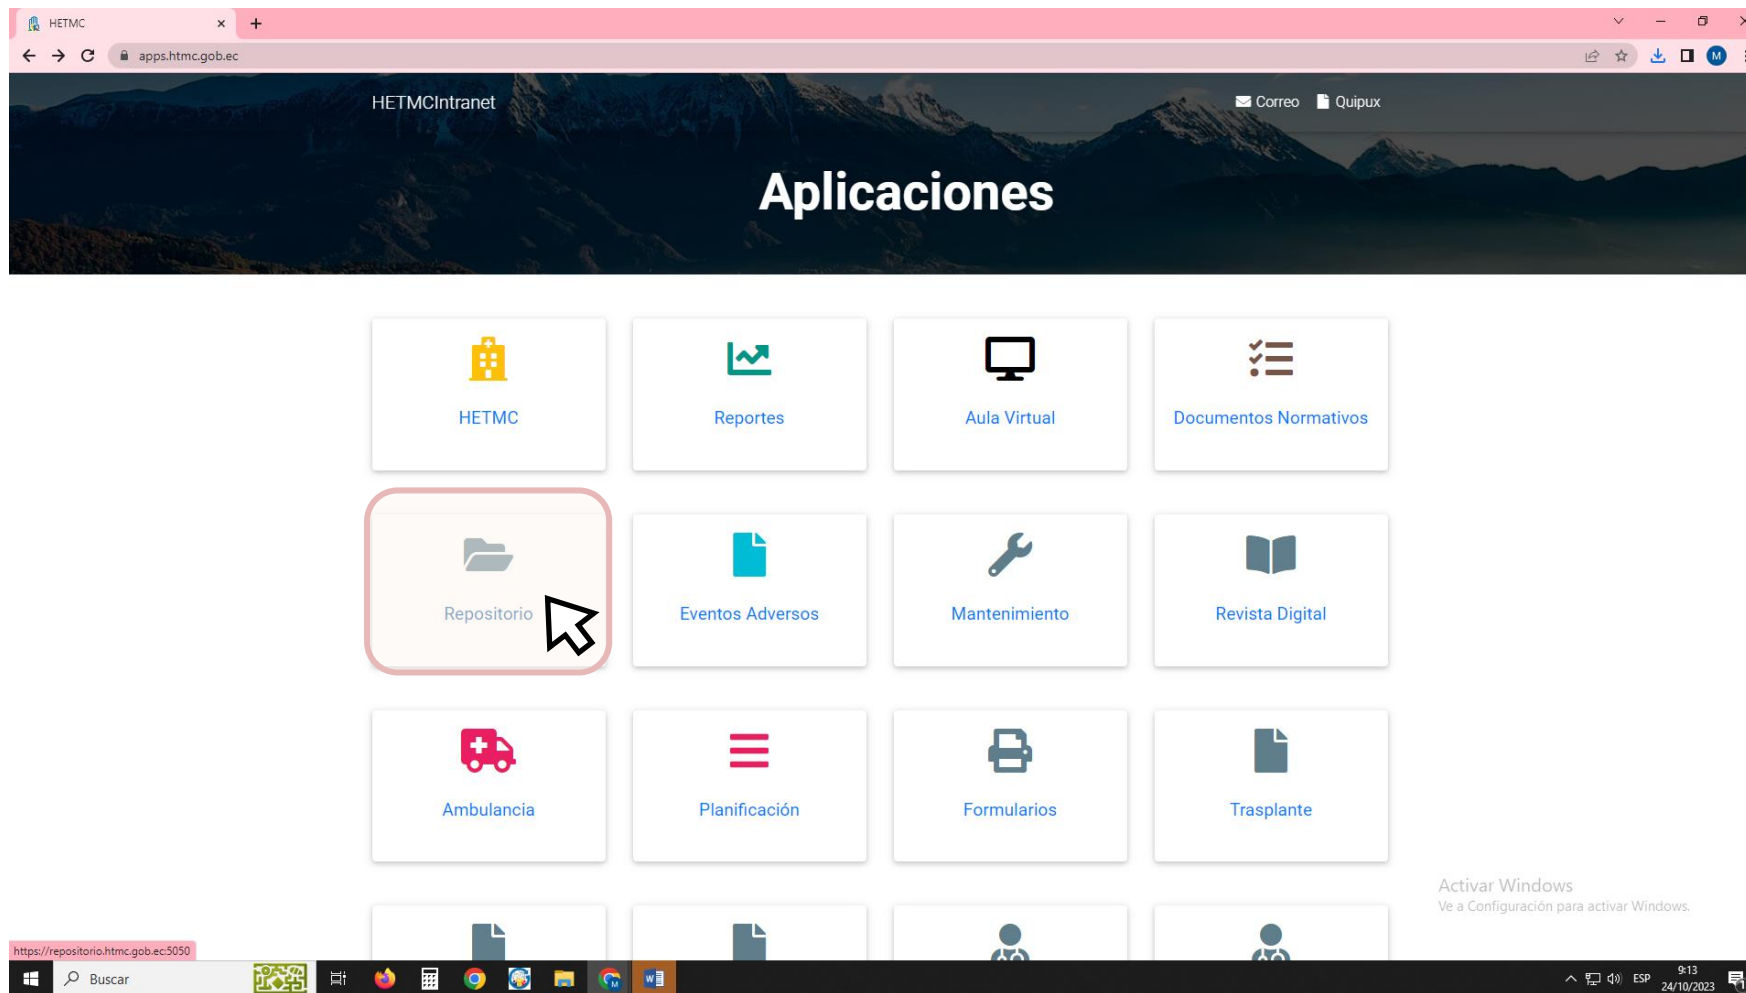 HETMC
apps.htmc.gob.ec
M
HETMCIntranet
Correo
Quipux
Aplicaciones
HETMC
Reportes
Aula Virtual
Documentos Normativos
Repositorio
Eventos Adversos
Mantenimiento
Revista Digital
Ambulancia
Planificación
Formularios
Trasplante
Activar Windows
Ve a Configuración para activar Windows.
https://repositorio.htmc.gob.ec:5050
Buscar
ESP
9:13
24/10/2023